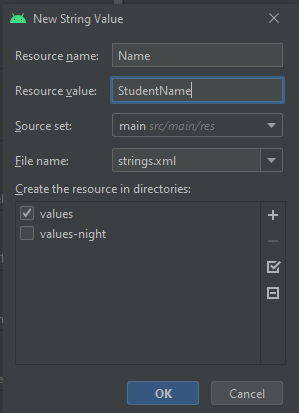 New String Value
Resource name: Name
Resource value: StudentName
Source set: main src/main/res
File name: strings.xml
Create the resource in directories:
values
values-night
OK Cancel